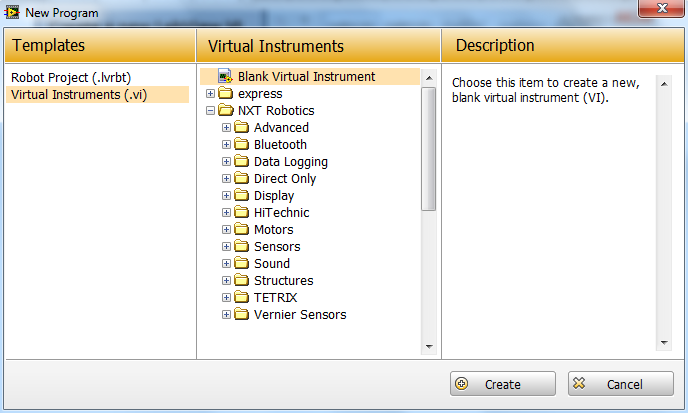 New Program
Templates
Robot Project (.lvrbt)
Virtual Instruments (.vi)
Virtual Instruments
Blank Virtual Instrument
express
NXT Robotics
Advanced
Bluetooth
Data Logging
Direct Only
Display
HiTechnic
Motors
Sensors
Sound
Structures
TETRIX
Vernier Sensors
Description
Choose this item to create a new,
blank virtual instrument (VI).
Create
Cancel